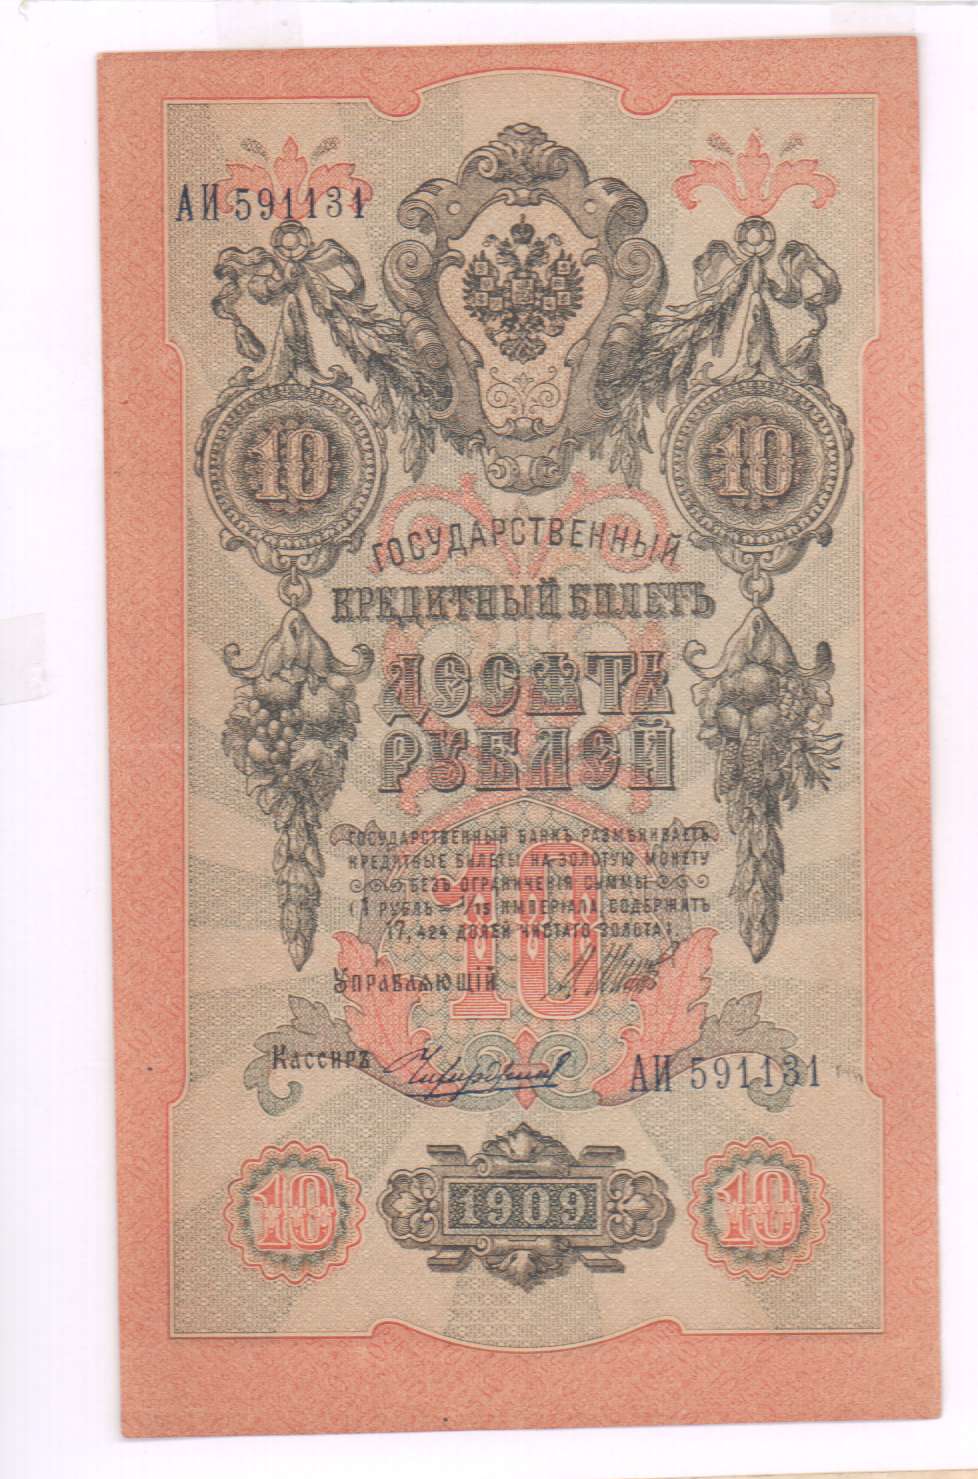 АИ 591131
10 10
ГОСУДАРСТВЕННЫЙ
КРЕДИТНЫЙ БИЛЕТЪ
ДЕСЯТЬ
РУБЛЕЙ
10
ГОСУДАРСТВЕННЫЙ БАНКЪ РАЗМѢНИВАЕТЪ
КРЕДИТНЫЕ БИЛЕТЫ НА ЗОЛОТУЮ МОНЕТУ
БЕЗЪ ОГРАНИЧЕНІЯ СУММЫ
(1 РУБЛЬ = 1/15 ИМПЕРІАЛА, СОДЕРЖИТЪ
17,424 ДОЛЕЙ ЧИСТАГО ЗОЛОТА).
УПРАВЛЯЮЩІЙ
КАССИРЪ
АИ 591131
10 1909 10